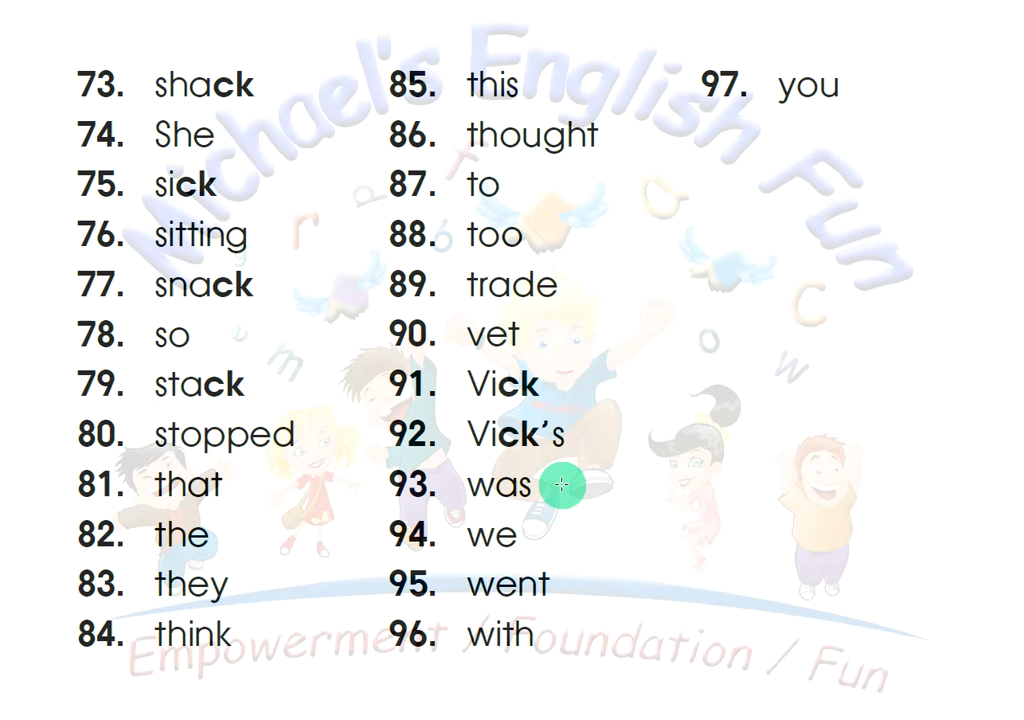 Michael's English Fun
73. shack
74. She
75. sick
76. sitting
77. snack
78. so
79. stack
80. stopped
81. that
82. the
83. they
84. think
85. this
86. thought
87. to
88. too
89. trade
90. vet
91. Vick
92. Vick's
93. was
94. we
95. went
96. with
97. you
Empowerment / Foundation / Fun